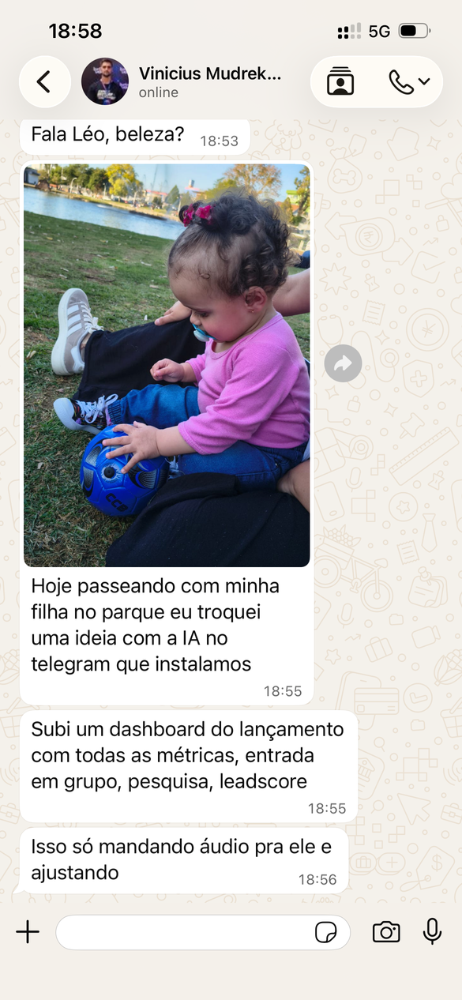 18:58
5G
Vinicius Mudrek...
online
Fala Léo, beleza?
18:53
CCB
Hoje passeando com minha
filha no parque eu troquei
uma ideia com a IA no
telegram que instalamos
18:55
Subi um dashboard do lançamento
com todas as métricas, entrada
em grupo, pesquisa, leadscore
18:55
Isso só mandando áudio pra ele e
ajustando
18:56